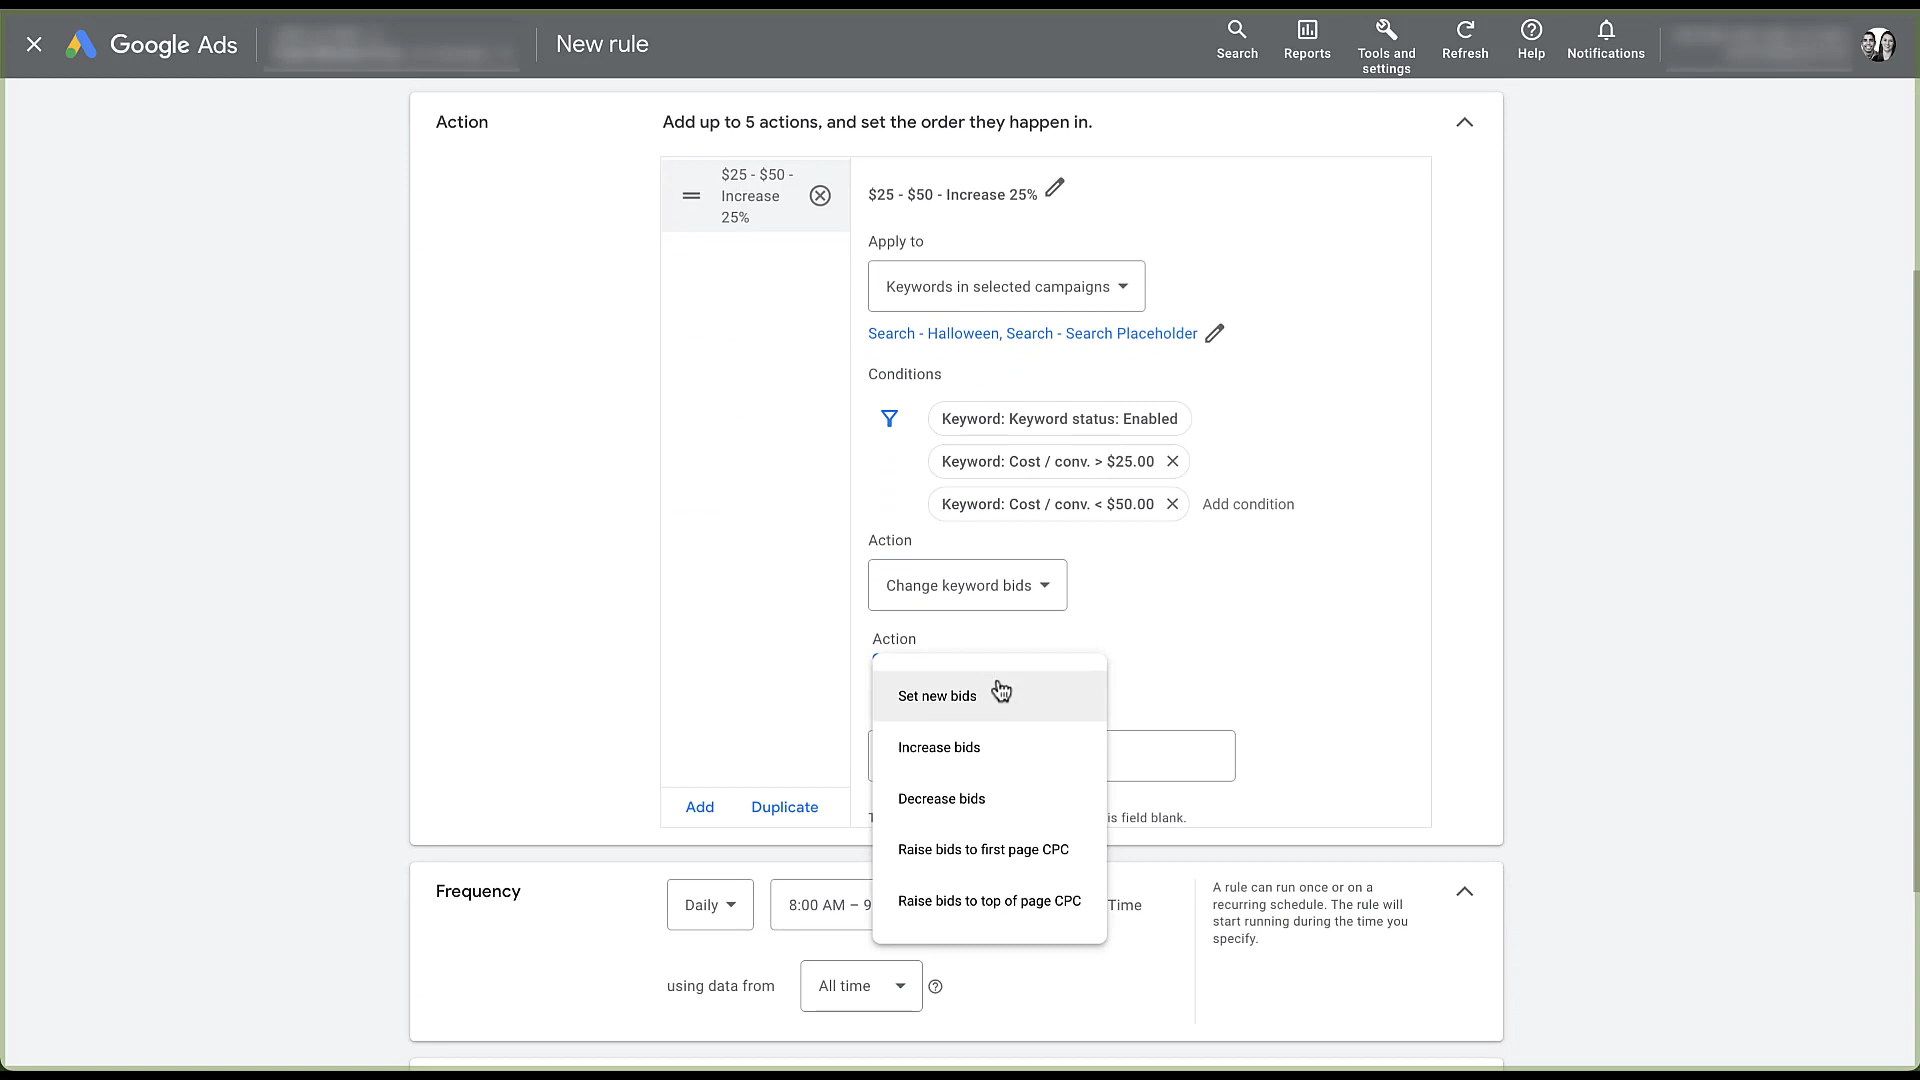 Google Ads
New rule
Search
Reports
Tools and
settings
Refresh
Help
Notifications
Action
Add up to 5 actions, and set the order they happen in.
$25 - $50 -
Increase
25%
$25 - $50 - Increase 25%
Apply to
Keywords in selected campaigns
Search - Halloween, Search - Search Placeholder
Conditions
Keyword: Keyword status: Enabled
Keyword: Cost / conv. > $25.00
Keyword: Cost / conv. < $50.00
Add condition
Action
Change keyword bids
Action
Set new bids
Increase bids
Decrease bids
Raise bids to first page CPC
Raise bids to top of page CPC
is field blank.
Add
Duplicate
Frequency
Daily
8:00 AM – 9
Time
A rule can run once or on a
recurring schedule. The rule will
start running during the time you
specify.
using data from
All time